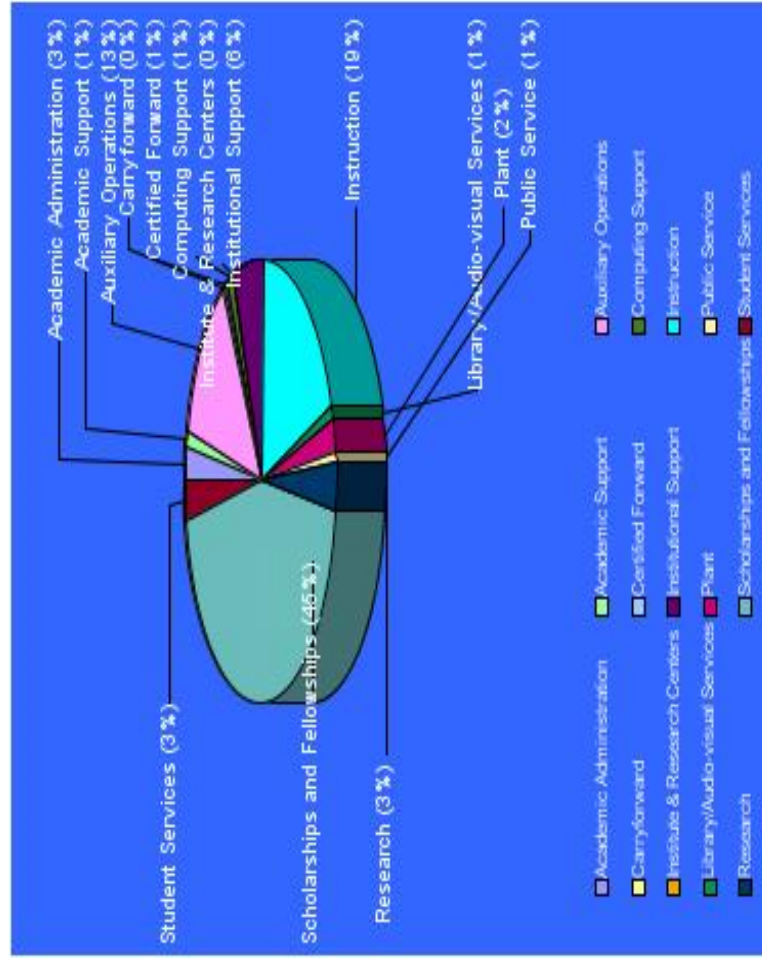 Academic Administration (3%)
Academic Support (1%)
Auxiliary Operations (13%)
Carryforward (0%)
Certified Forward (1%)
Computing Support (1%)
Institute & Research Centers (0%)
Institutional Support (6%)
Instruction (19%)
Library/Audio-visual Services (1%)
Plant (2%)
Public Service (1%)
Student Services (3%)
Scholarships and Fellowships (46%)
Research (3%)
Academic Administration
Academic Support
Auxiliary Operations
Carryforward
Certified Forward
Computing Support
Institute & Research Centers
Institutional Support
Instruction
Library/Audio-visual Services
Plant
Public Service
Research
Scholarships and Fellowships
Student Services